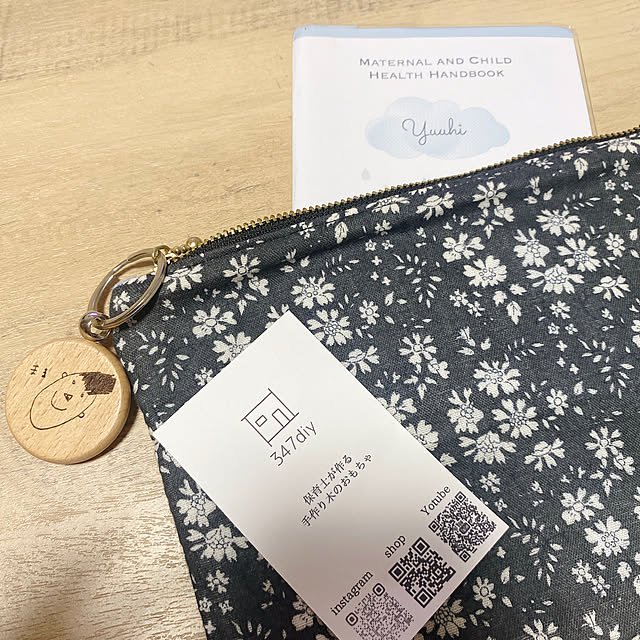 MATERNAL AND CHILD
HEALTH HANDBOOK
Yuuhi
347diy
保育士が作る
手作り木のおもちゃ
instagram
shop
Yotube